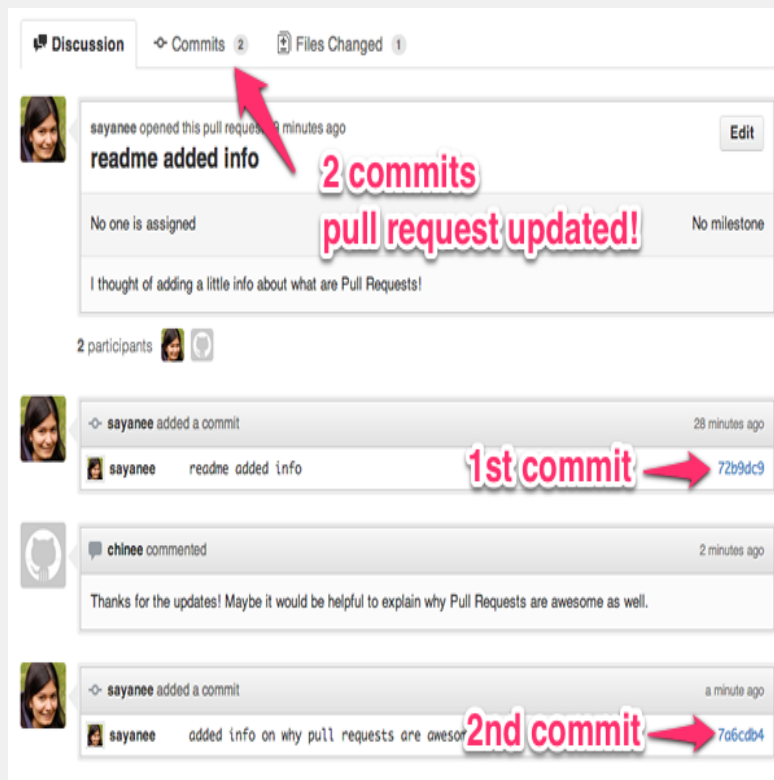 Discussion Commits 2 Files Changed 1
sayanee opened this pull request 9 minutes ago
Edit
readme added info
2 commits
pull request updated!
No one is assigned
No milestone
I thought of adding a little info about what are Pull Requests!
2 participants
sayanee added a commit 28 minutes ago
sayanee readme added info 1st commit 72b9dc9
chinee commented 2 minutes ago
Thanks for the updates! Maybe it would be helpful to explain why Pull Requests are awesome as well.
sayanee added a commit a minute ago
sayanee added info on why pull requests are 2nd commit 7a6cdb4